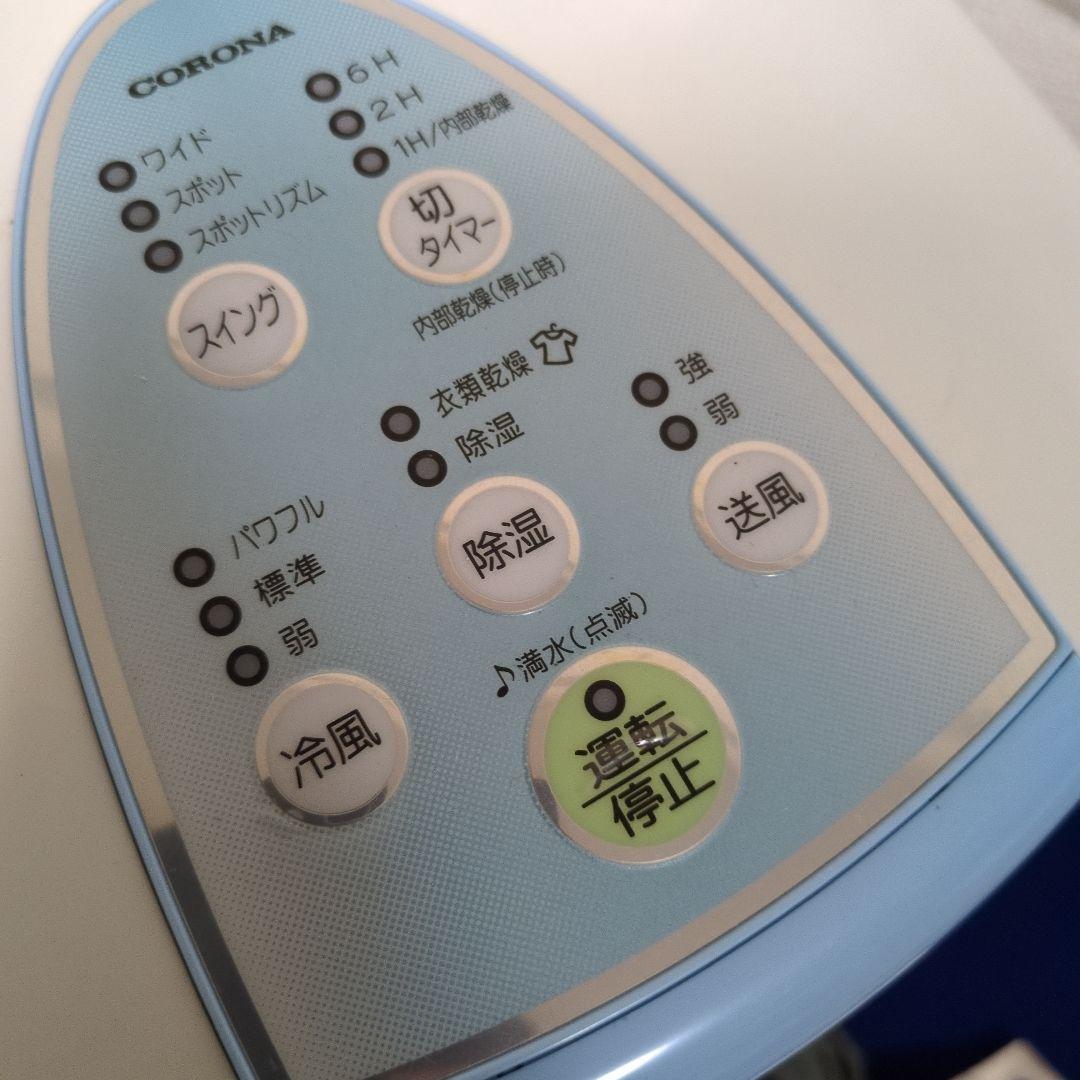 CORONA
ワイド
スポット
スポットリズム
スイング
6H
2H
1H/内部乾燥
切
タイマー
内部乾燥(停止時)
衣類乾燥
除湿
除湿
強
弱
送風
パワフル
標準
弱
冷風
♪満水(点滅)
運転
停止